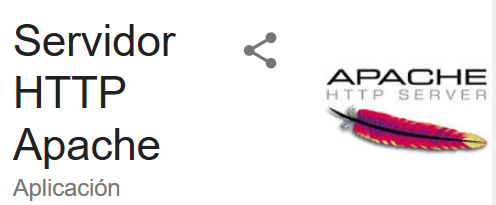 Servidor
HTTP
Apache
Aplicación
APACHE
HTTP SERVER